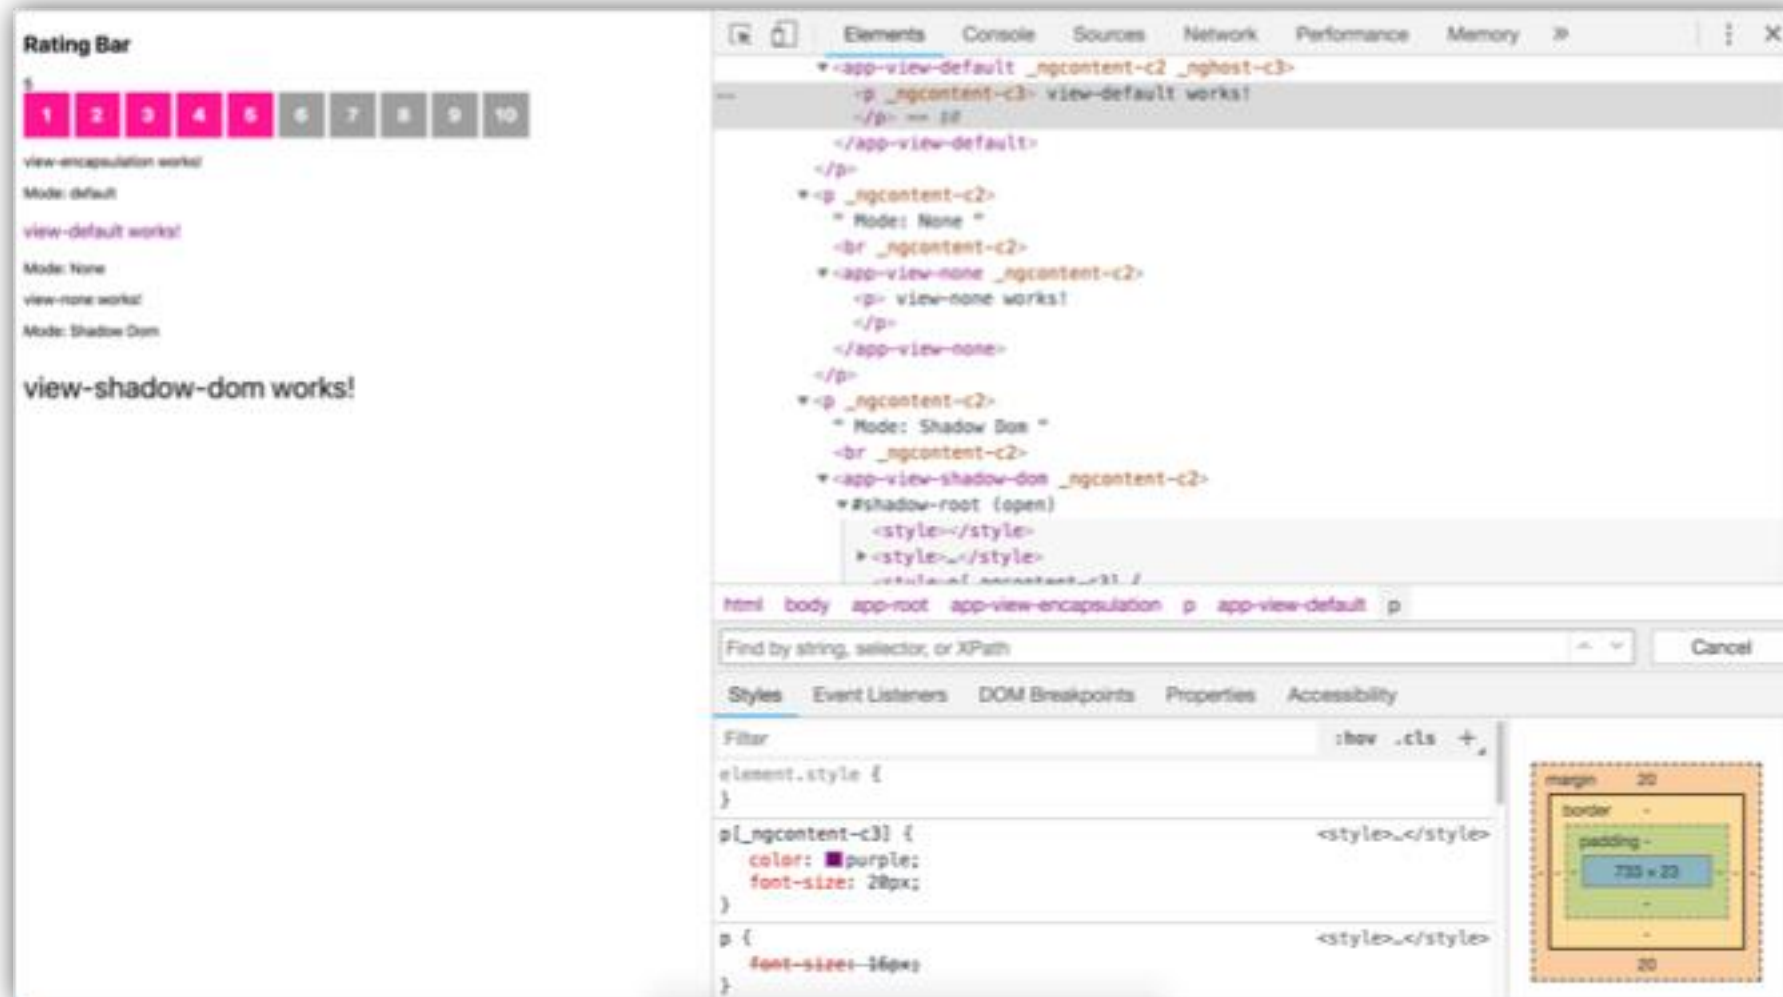 Rating Bar
5
1 2 3 4 5 6 7 8 9 10
view-encapsulation works!
Mode: default
view-default works!
Mode: None
view-none works!
Mode: Shadow Dom
view-shadow-dom works!
Elements Console Sources Network Performance Memory »
▼<app-view-default _ngcontent-c2 _nghost-c3>
<p _ngcontent-c3> view-default works!
</p> == $0
</app-view-default>
</p>
▼<p _ngcontent-c2>
" Mode: None "
<br _ngcontent-c2>
▼<app-view-none _ngcontent-c2>
<p> view-none works!
</p>
</app-view-none>
</p>
▼<p _ngcontent-c2>
" Mode: Shadow Dom "
<br _ngcontent-c2>
▼<app-view-shadow-dom _ngcontent-c2>
▼#shadow-root (open)
<style></style>
▶<style>…</style>
<style>p[_ngcontent-c3] {
html body app-root app-view-encapsulation p app-view-default p
Find by string, selector, or XPath
Cancel
Styles Event Listeners DOM Breakpoints Properties Accessibility
Filter
:hov .cls +
element.style {
}
p[_ngcontent-c3] { <style>…</style>
color: purple;
font-size: 20px;
}
p { <style>…</style>
font-size: 16px;
}
margin 20
border -
padding -
- - - 733 × 23 - - -
-
-
20